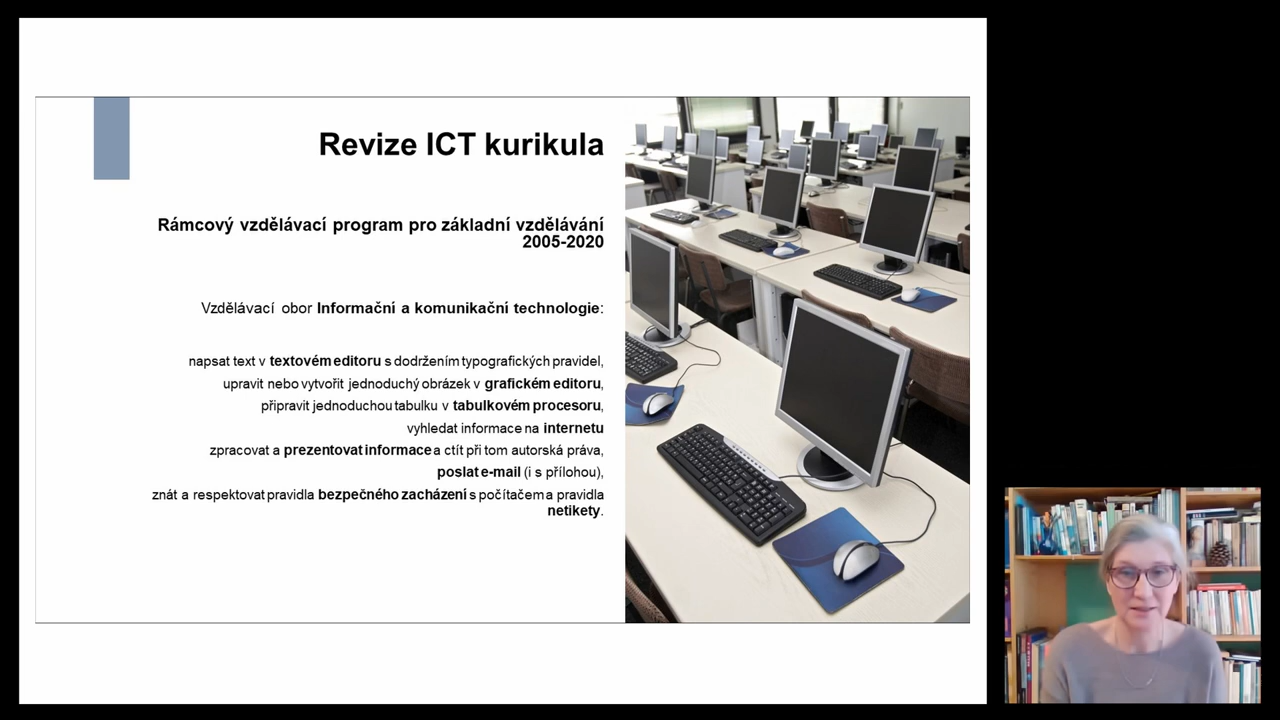 Revize ICT kurikula
Rámcový vzdělávací program pro základní vzdělávání
2005-2020
Vzdělávací obor Informační a komunikační technologie:
napsat text v textovém editoru s dodržením typografických pravidel,
upravit nebo vytvořit jednoduchý obrázek v grafickém editoru,
připravit jednoduchou tabulku v tabulkovém procesoru,
vyhledat informace na internetu
zpracovat a prezentovat informace a ctít při tom autorská práva,
poslat e-mail (i s přílohou),
znát a respektovat pravidla bezpečného zacházení s počítačem a pravidla
netikety.